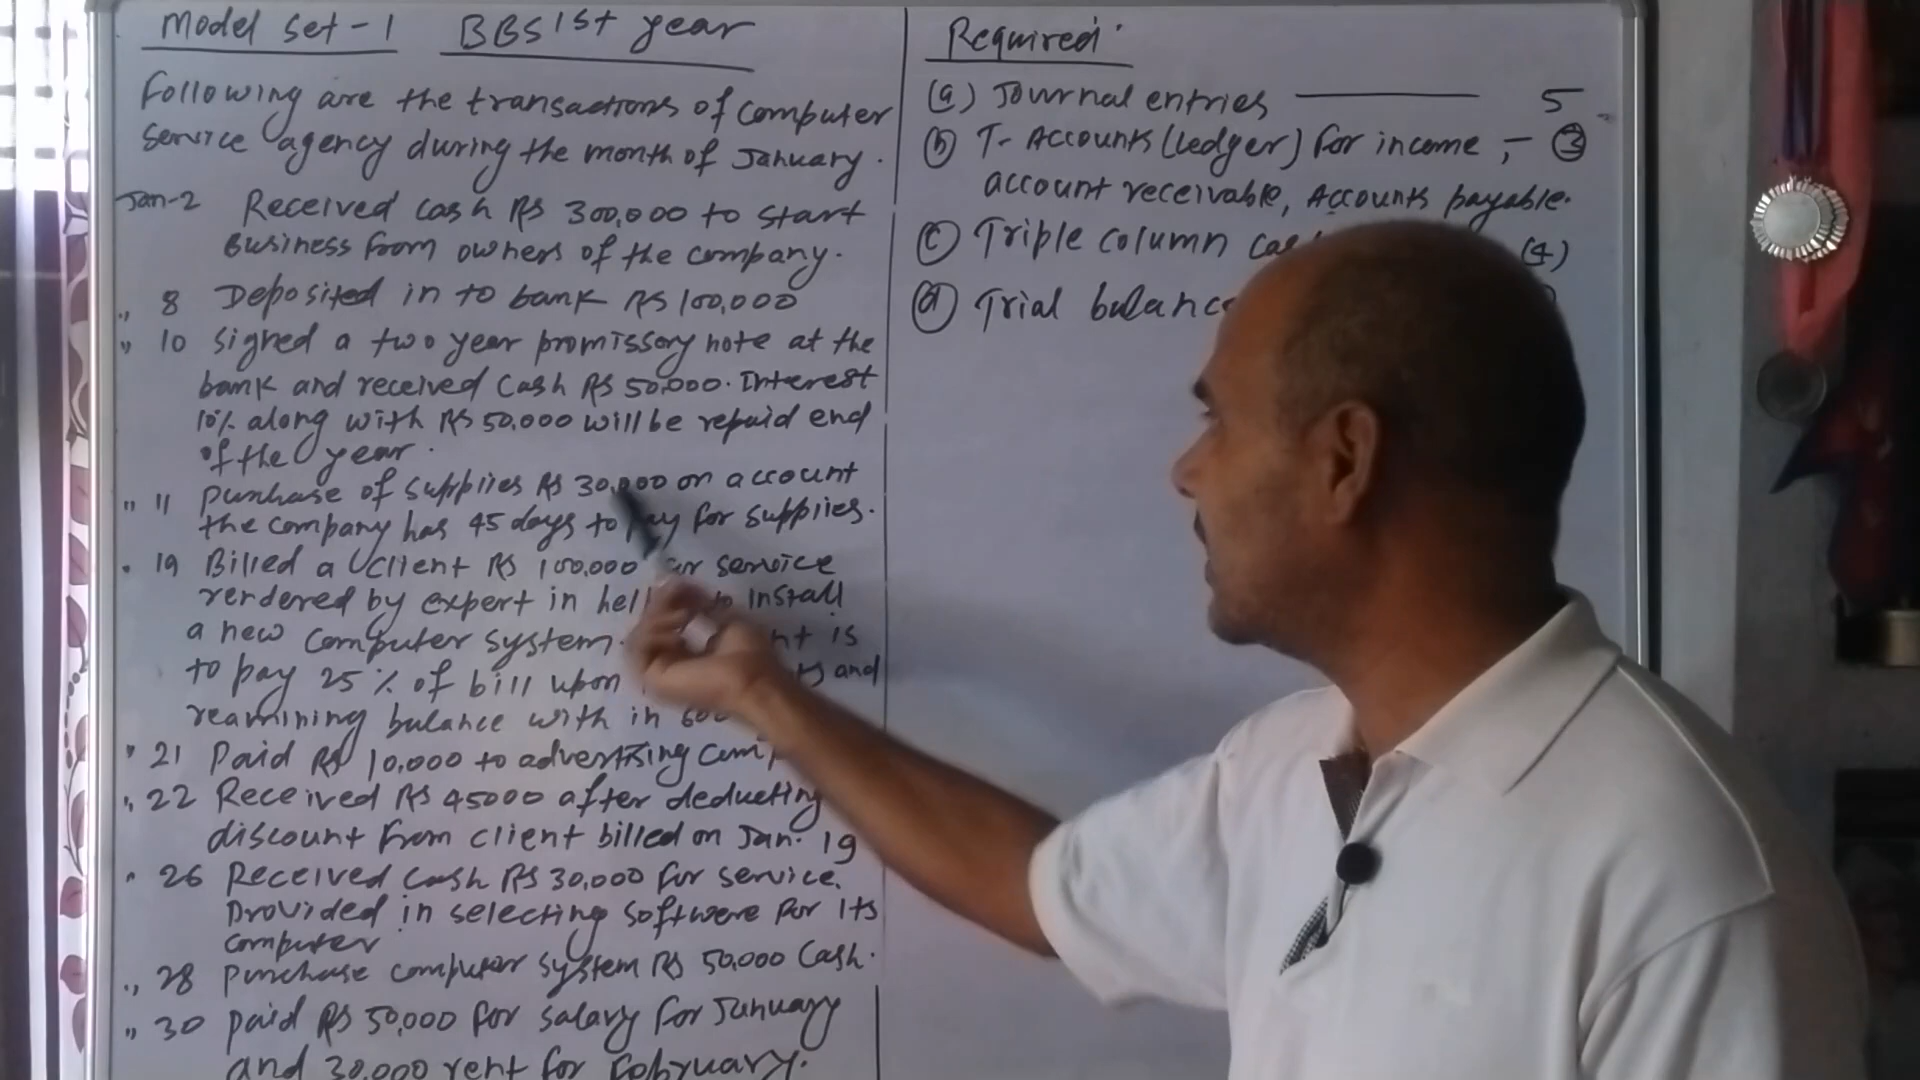 Model set-1 BBS 1st year
Following are the transactions of computer
service agency during the month of January.
Jan-2 Received cash Rs 300,000 to start
Business from owners of the company.
,, 8 Deposited in to bank Rs 100,000
,, 10 Signed a two year promissory note at the
bank and received cash Rs 50,000. Interest
10% along with Rs 50,000 will be repaid end
of the year.
,, 11 purchase of supplies Rs 30,000 on account
the company has 45 days to pay for supplies.
,, 19 Billed a client Rs 100,000 service
rendered by expert in install
a new computer system. is
to pay 25% of bill upon and
reamining balance with in
,, 21 Paid Rs 10,000 to advertising
,, 22 Received Rs 45000 after deducting
discount from client billed on Jan. 19
,, 26 Received cash Rs 30,000 for service.
Provided in selecting software for its
computer
,, 28 purchase computer system Rs 50,000 cash.
,, 30 paid Rs 50,000 for salary for January
and 30,000 rent for February.
Required:
(a) Journal entries 5
(b) T-Accounts (ledger) for income, - (3)
account receivable, Accounts payable.
(c) Triple column (4)
(d) Trial balance